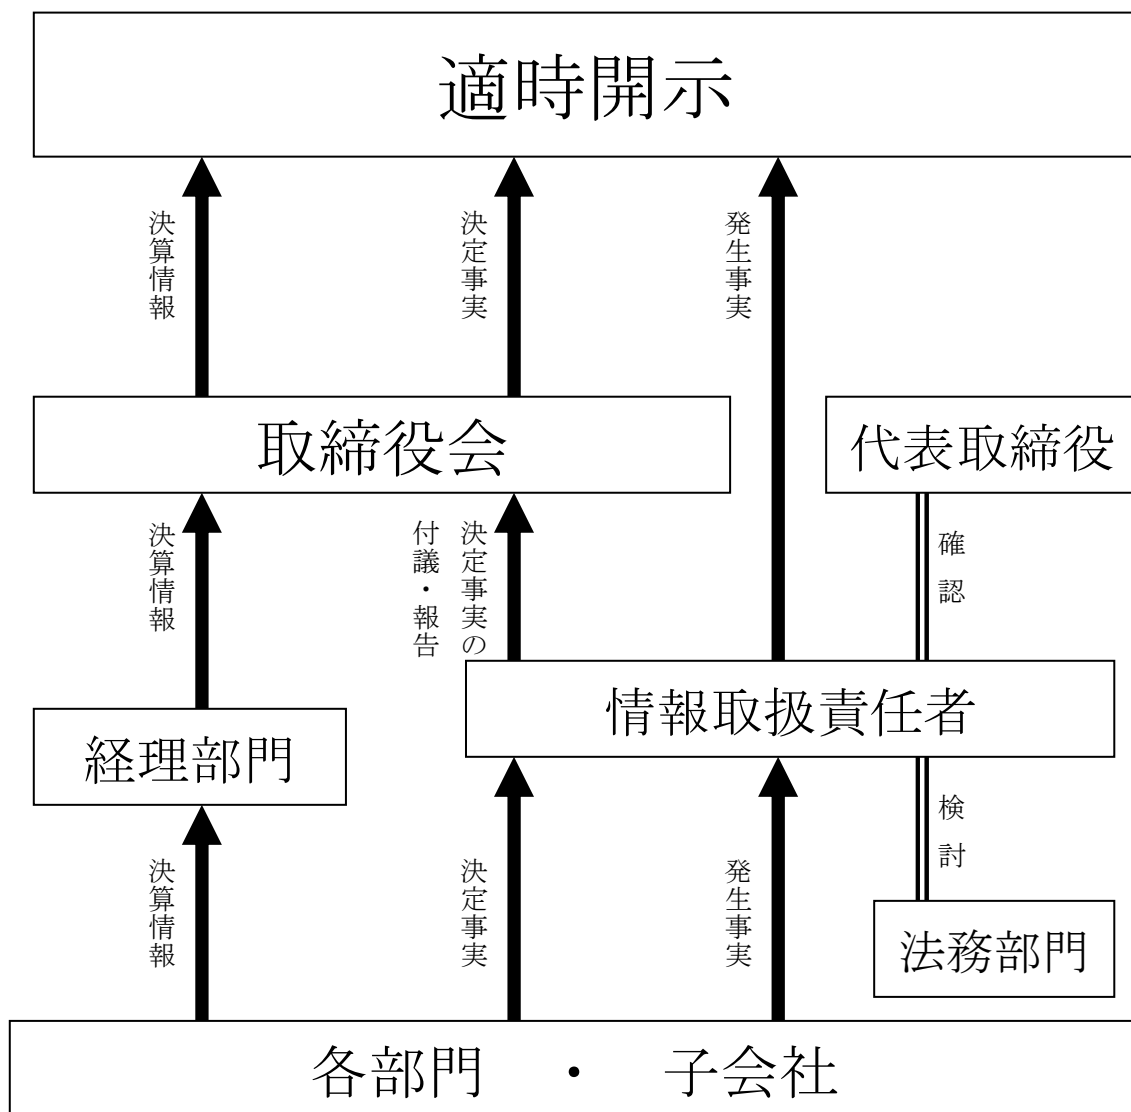 適時開示
決算情報
決定事実
発生事実
取締役会
代表取締役
決算情報
決定事実の
付議・報告
確認
情報取扱責任者
経理部門
決算情報
決定事実
発生事実
検討
法務部門
各部門 ・ 子会社